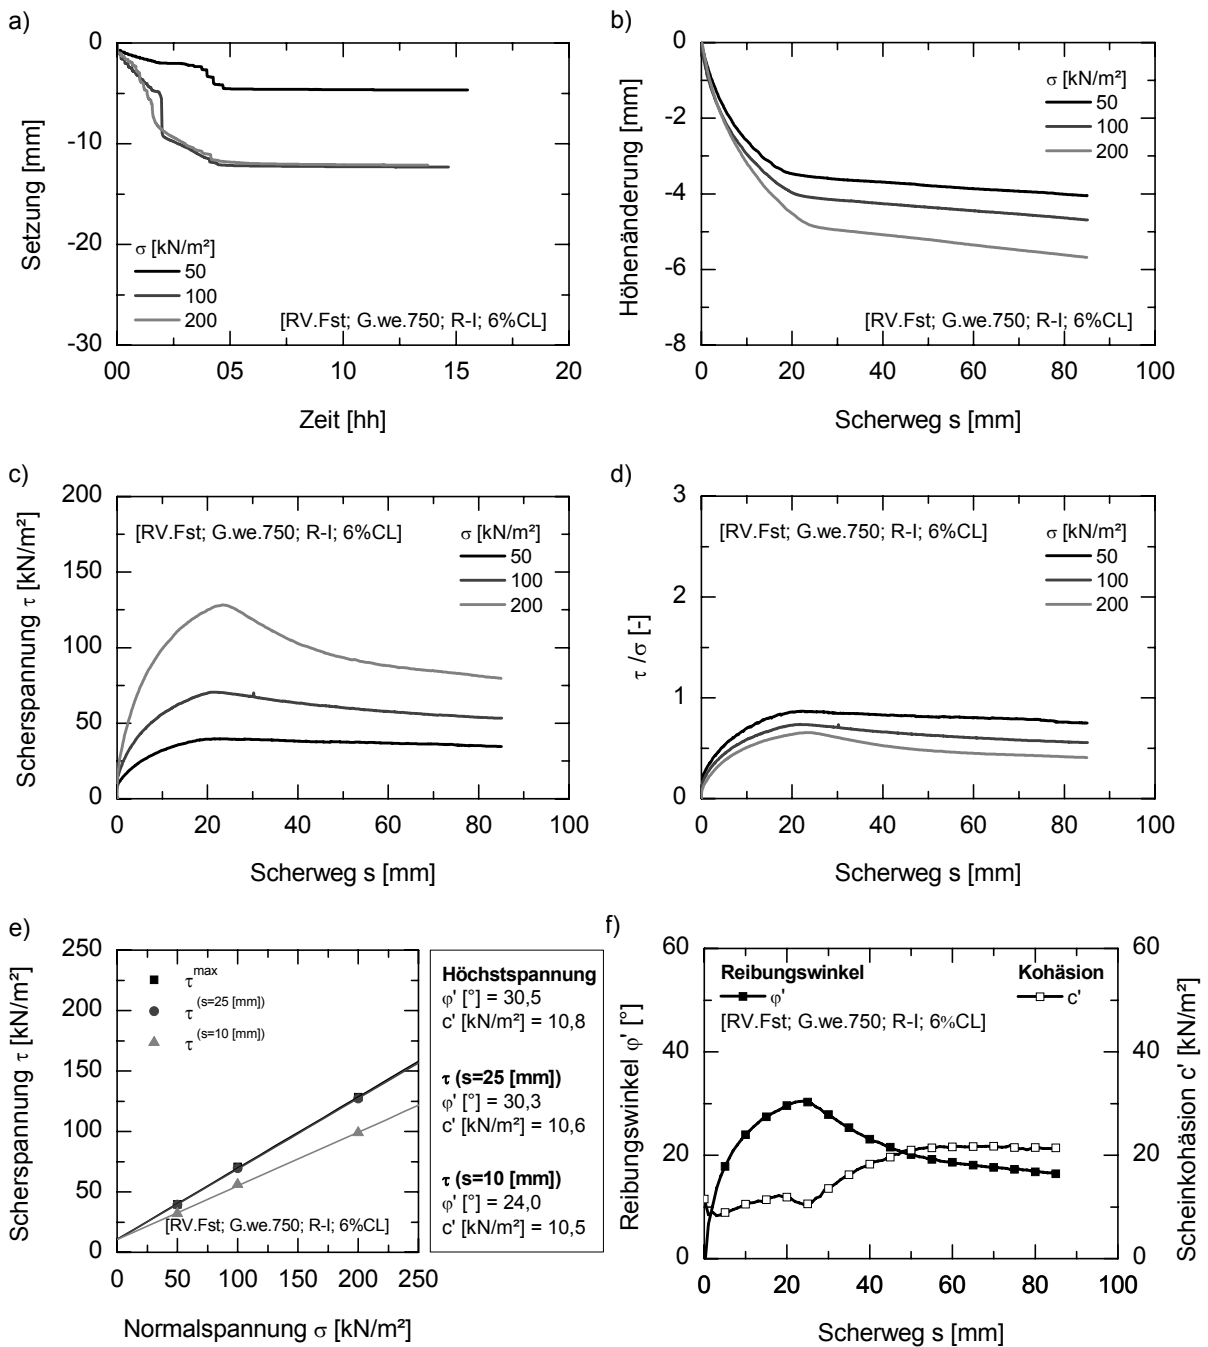 a)
0
-10
-20
-30
Setzung [mm]
σ [kN/m²]
50
100
200
[RV.Fst; G.we.750; R-I; 6%CL]
00
05
10
15
20
Zeit [hh]
b)
0
-2
-4
-6
-8
Höhenänderung [mm]
σ [kN/m²]
50
100
200
[RV.Fst; G.we.750; R-I; 6%CL]
0
20
40
60
80
100
Scherweg s [mm]
c)
200
150
100
50
0
Scherspannung τ [kN/m²]
[RV.Fst; G.we.750; R-I; 6%CL]
σ [kN/m²]
50
100
200
0
20
40
60
80
100
Scherweg s [mm]
d)
3
2
1
0
τ /σ [-]
[RV.Fst; G.we.750; R-I; 6%CL]
σ [kN/m²]
50
100
200
0
20
40
60
80
100
Scherweg s [mm]
e)
250
200
150
100
50
0
Scherspannung τ [kN/m²]
τ max
τ (s=25 [mm])
τ (s=10 [mm])
[RV.Fst; G.we.750; R-I; 6%CL]
0
50
100
150
200
250
Normalspannung σ [kN/m²]
Höchstspannung
φ' [°] = 30,5
c' [kN/m²] = 10,8
τ (s=25 [mm])
φ' [°] = 30,3
c' [kN/m²] = 10,6
τ (s=10 [mm])
φ' [°] = 24,0
c' [kN/m²] = 10,5
f)
60
40
20
0
Reibungswinkel φ' [°]
Reibungswinkel
φ'
Kohäsion
c'
[RV.Fst; G.we.750; R-I; 6%CL]
60
40
20
0
Scheinkohäsion c' [kN/m²]
0
20
40
60
80
100
Scherweg s [mm]